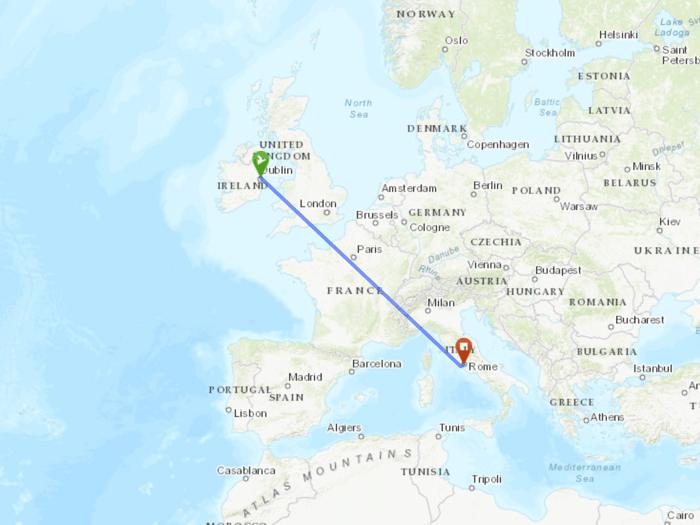 NORWAY
Oslo
Stockholm
Helsinki
Lake
Ladoga
Saint
Petersb
ESTONIA
North
Sea
Baltic
Sea
LATVIA
DENMARK
Copenhagen
LITHUANIA
Vilnius
Dnieper
Minsk
BELARUS
UNITED
KINGDOM
Dublin
IRELAND
London
Amsterdam
Berlin
POLAND
Warsaw
Brussels
GERMANY
Cologne
Kiev
UKRAINE
Paris
CZECHIA
Danube
Rhine
Vienna
Budapest
AUSTRIA
HUNGARY
FRANCE
Milan
ROMANIA
Bucharest
ITALY
Rome
BULGARIA
Istanbul
Barcelona
Madrid
PORTUGAL
SPAIN
Lisbon
An
GREECE
Athens
T
Algiers
Tunis
Mediterranean
Sea
Casablanca
ATLAS MOUNTAINS
TUNISIA
Tripoli
Cairo
MOROCCO